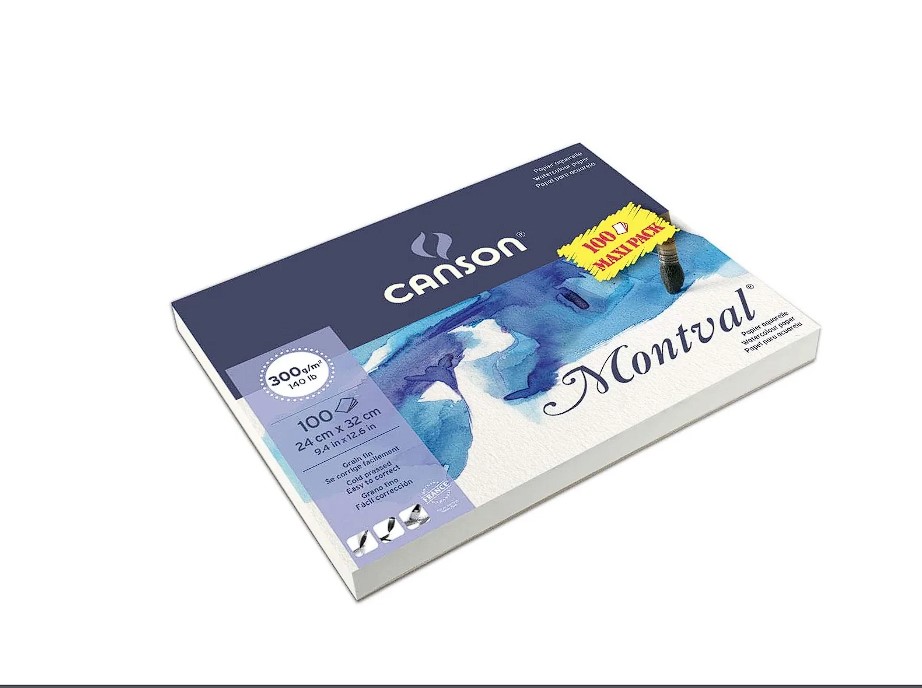 Papier aquarelle
Watercolour paper
Papel para acuarela
CANSON®
100
MAXI PACK
Montval®
Papier aquarelle
Watercolour paper
Papel para acuarela
300g/m²
140 lb
100
24 cm x 32 cm
9.4 in x 12.6 in
Grain fin
Se corrige facilement
Cold pressed
Easy to correct
Grano fino
Fácil corrección
FRANCE